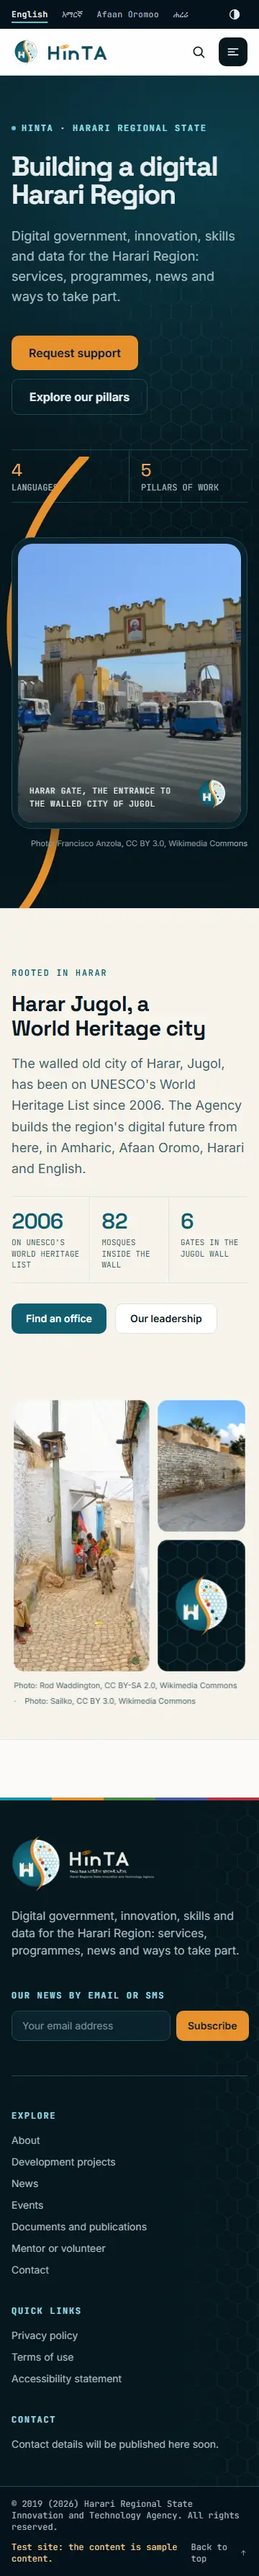 English አማርኛ Afaan Oromoo ሐረሪ
HinTA
HINTA · HARARI REGIONAL STATE
Building a digital
Harari Region
Digital government, innovation, skills
and data for the Harari Region:
services, programmes, news and
ways to take part.
Request support
Explore our pillars
4 5
LANGUAGES PILLARS OF WORK
HARAR GATE, THE ENTRANCE TO
THE WALLED CITY OF JUGOL
Photo: Francisco Anzola, CC BY 3.0, Wikimedia Commons
ROOTED IN HARAR
Harar Jugol, a
World Heritage city
The walled old city of Harar, Jugol,
has been on UNESCO's World
Heritage List since 2006. The Agency
builds the region's digital future from
here, in Amharic, Afaan Oromo, Harari
and English.
2006 82 6
ON UNESCO'S MOSQUES GATES IN THE
WORLD HERITAGE INSIDE THE JUGOL WALL
LIST WALL
Find an office Our leadership
Photo: Rod Waddington, CC BY-SA 2.0, Wikimedia Commons
· Photo: Sailko, CC BY 3.0, Wikimedia Commons
HinTA
Digital government, innovation, skills and
data for the Harari Region: services,
programmes, news and ways to take part.
OUR NEWS BY EMAIL OR SMS
Your email address Subscribe
EXPLORE
About
Development projects
News
Events
Documents and publications
Mentor or volunteer
Contact
QUICK LINKS
Privacy policy
Terms of use
Accessibility statement
CONTACT
Contact details will be published here soon.
© 2019 (2026) Harari Regional State
Innovation and Technology Agency. All rights
reserved.
Test site: the content is sample Back to ↑
content. top